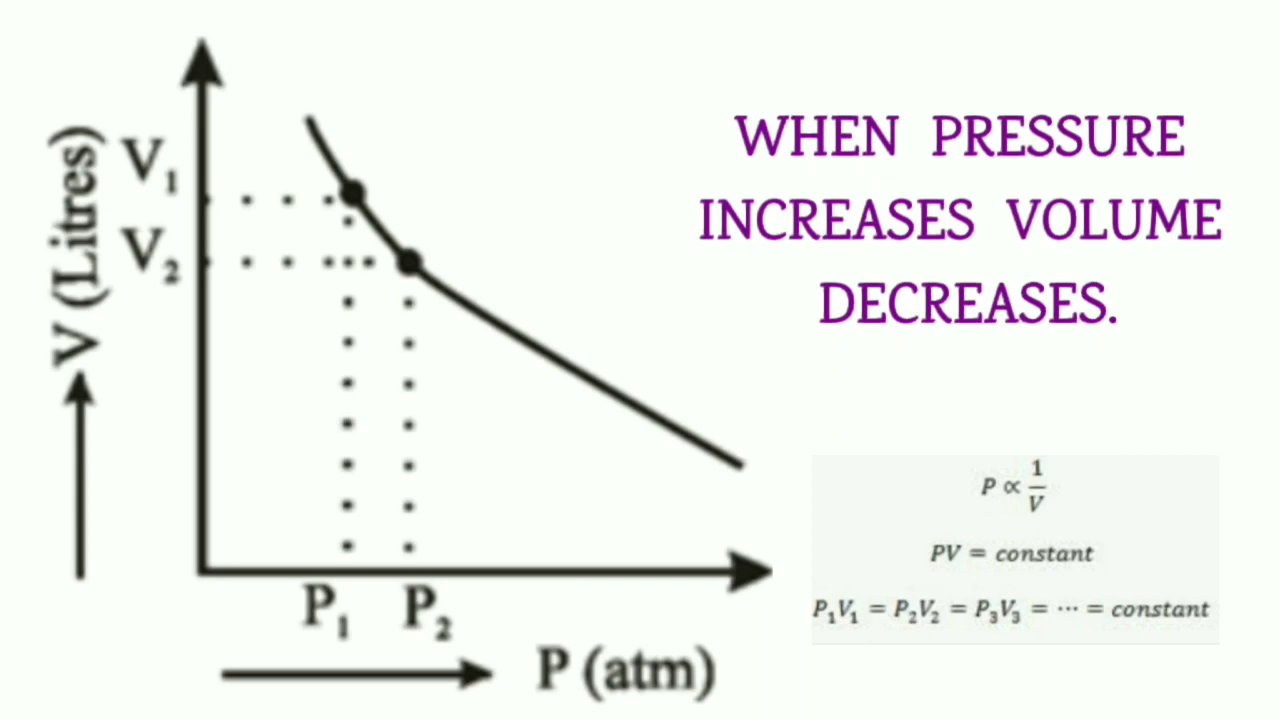 V (Litres)
V₁
V₂
P₁ P₂
P (atm)
WHEN PRESSURE
INCREASES VOLUME
DECREASES.
P ∝ 1/V
PV = constant
P₁V₁ = P₂V₂ = P₃V₃ = ⋯ = constant